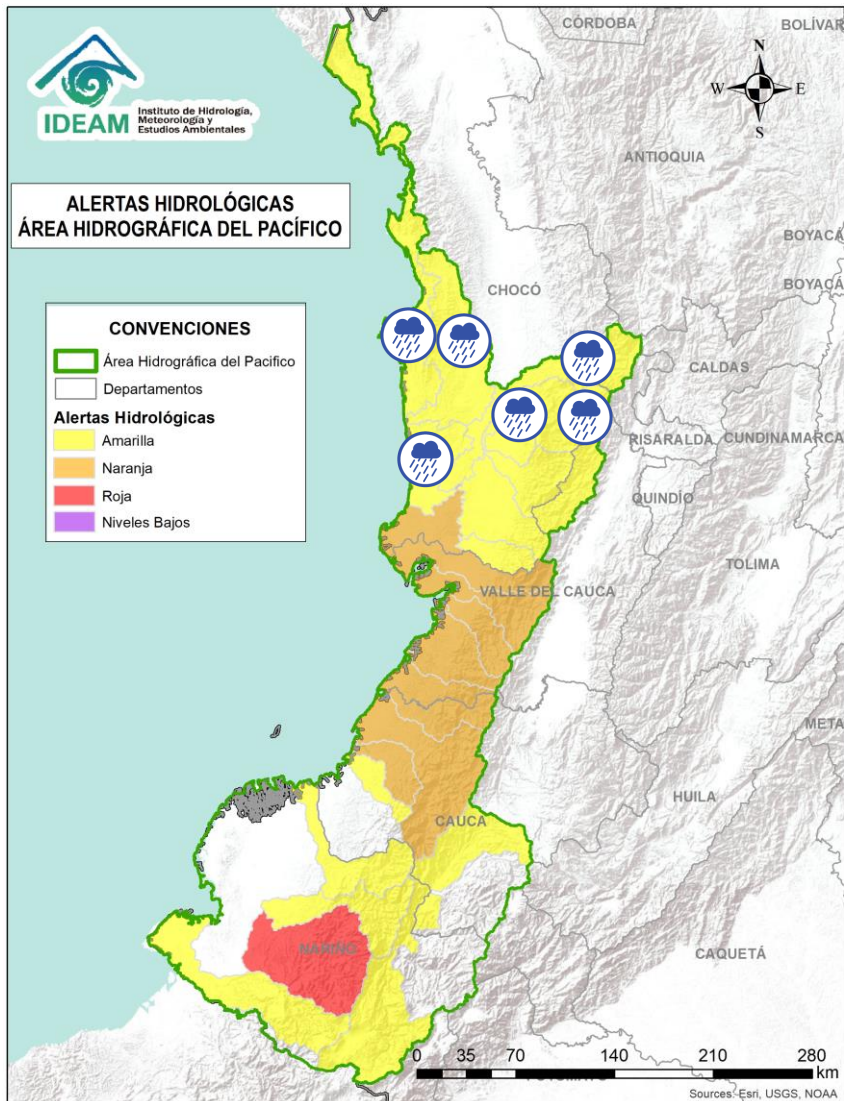 CÓRDOBA
BOLÍVAR
IDEAM
Instituto de Hidrología,
Meteorología y
Estudios Ambientales
N
W
E
S
ANTIOQUIA
ALERTAS HIDROLÓGICAS
ÁREA HIDROGRÁFICA DEL PACÍFICO
BOYACÁ
BOYACÁ
CHOCÓ
CONVENCIONES
Área Hidrográfica del Pacifico
Departamentos
Alertas Hidrológicas
Amarilla
Naranja
Roja
Niveles Bajos
CALDAS
RISARALDA
CUNDINAMARCA
QUINDÍO
TOLIMA
VALLE DEL CAUCA
META
HUILA
CAUCA
NARIÑO
CAQUETÁ
0 35 70 140 210 280
km
Sources: Esri, USGS, NOAA